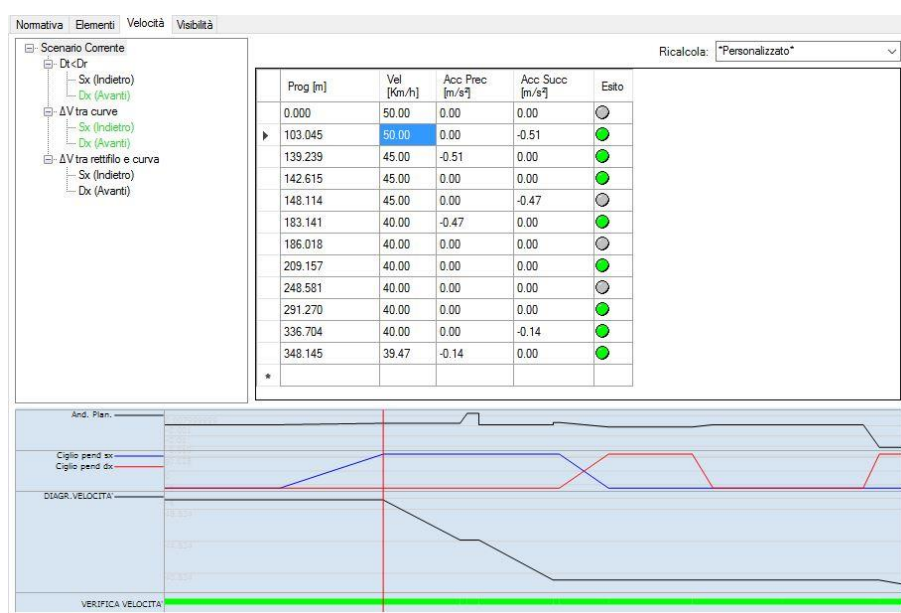 Normativa Elementi Velocità Visibilità
Scenario Corrente
Dt<Dr
Sx (Indietro)
Dx (Avanti)
ΔV tra curve
Sx (Indietro)
Dx (Avanti)
ΔV tra rettifilo e curva
Sx (Indietro)
Dx (Avanti)
Ricalcola: *Personalizzato*
Prog [m] Vel [Km/h] Acc Prec [m/s²] Acc Succ [m/s²] Esito
0.000 50.00 0.00 0.00
103.045 50.00 0.00 -0.51
139.239 45.00 -0.51 0.00
142.615 45.00 0.00 0.00
148.114 45.00 0.00 -0.47
183.141 40.00 -0.47 0.00
186.018 40.00 0.00 0.00
209.157 40.00 0.00 0.00
248.581 40.00 0.00 0.00
291.270 40.00 0.00 0.00
336.704 40.00 0.00 -0.14
348.145 39.47 -0.14 0.00
*
And. Plan.
Ciglio pend sx
Ciglio pend dx
DIAGR.VELOCITA'
VERIFICA VELOCITA'